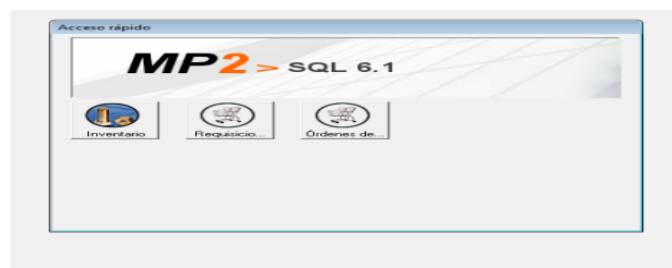 Acceso rápido
MP2> SQL 6.1
Inventario
Requisicio...
Órdenes de...